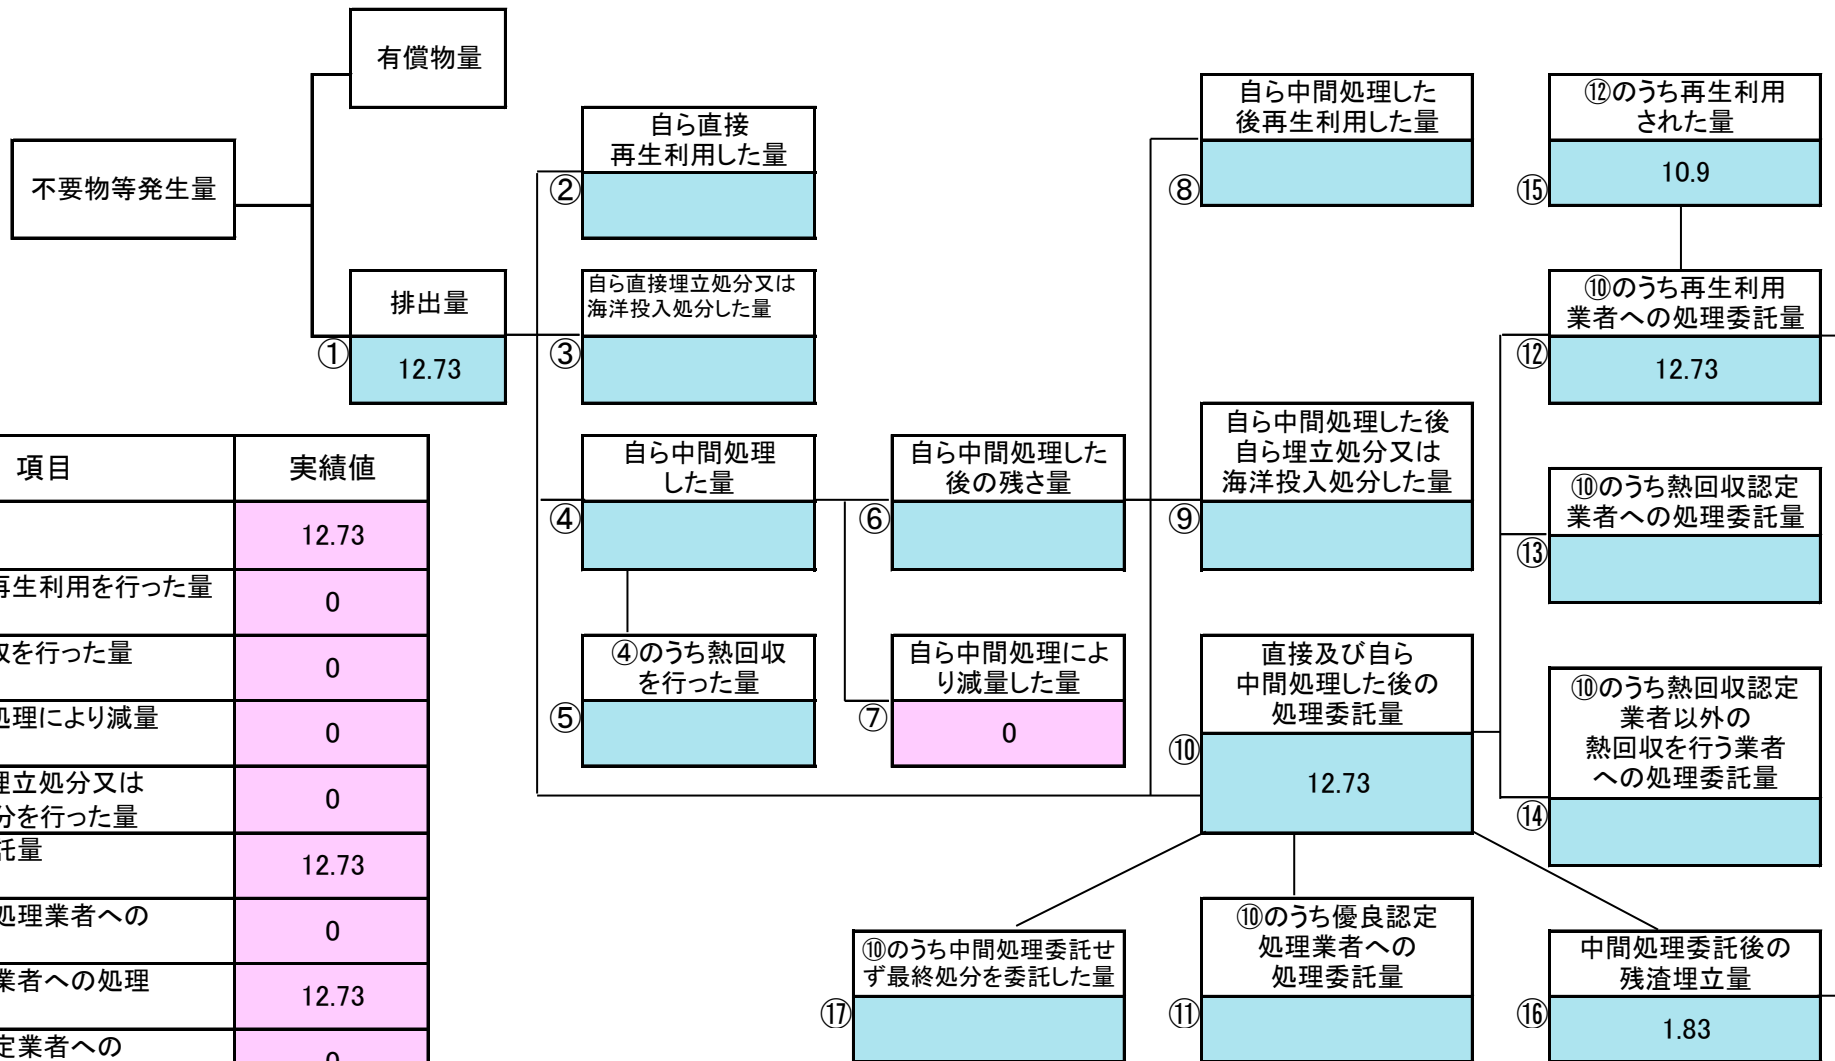 有償物量
不要物等発生量
排出量
①
12.73
自ら直接
再生利用した量
②
自ら直接埋立処分又は
海洋投入処分した量
③
自ら中間処理
した量
④
④のうち熱回収
を行った量
⑤
自ら中間処理した
後の残さ量
⑥
自ら中間処理によ
り減量した量
⑦
0
自ら中間処理した
後再生利用した量
⑧
自ら中間処理した後
自ら埋立処分又は
海洋投入処分した量
⑨
直接及び自ら
中間処理した後の
処理委託量
⑩
12.73
⑩のうち優良認定
処理業者への
処理委託量
⑪
⑫のうち再生利用
された量
⑮
10.9
⑩のうち再生利用
業者への処理委託量
⑫
12.73
⑩のうち熱回収認定
業者への処理委託量
⑬
⑩のうち熱回収認定
業者以外の
熱回収を行う業者
への処理委託量
⑭
中間処理委託後の
残渣埋立量
⑯
1.83
⑩のうち中間処理委託せ
ず最終処分を委託した量
⑰
項目 実績値
12.73
再生利用を行った量 0
を行った量 0
処理により減量 0
埋立処分又は
を行った量 0
託量 12.73
処理業者への 0
業者への処理 12.73
定業者への 0